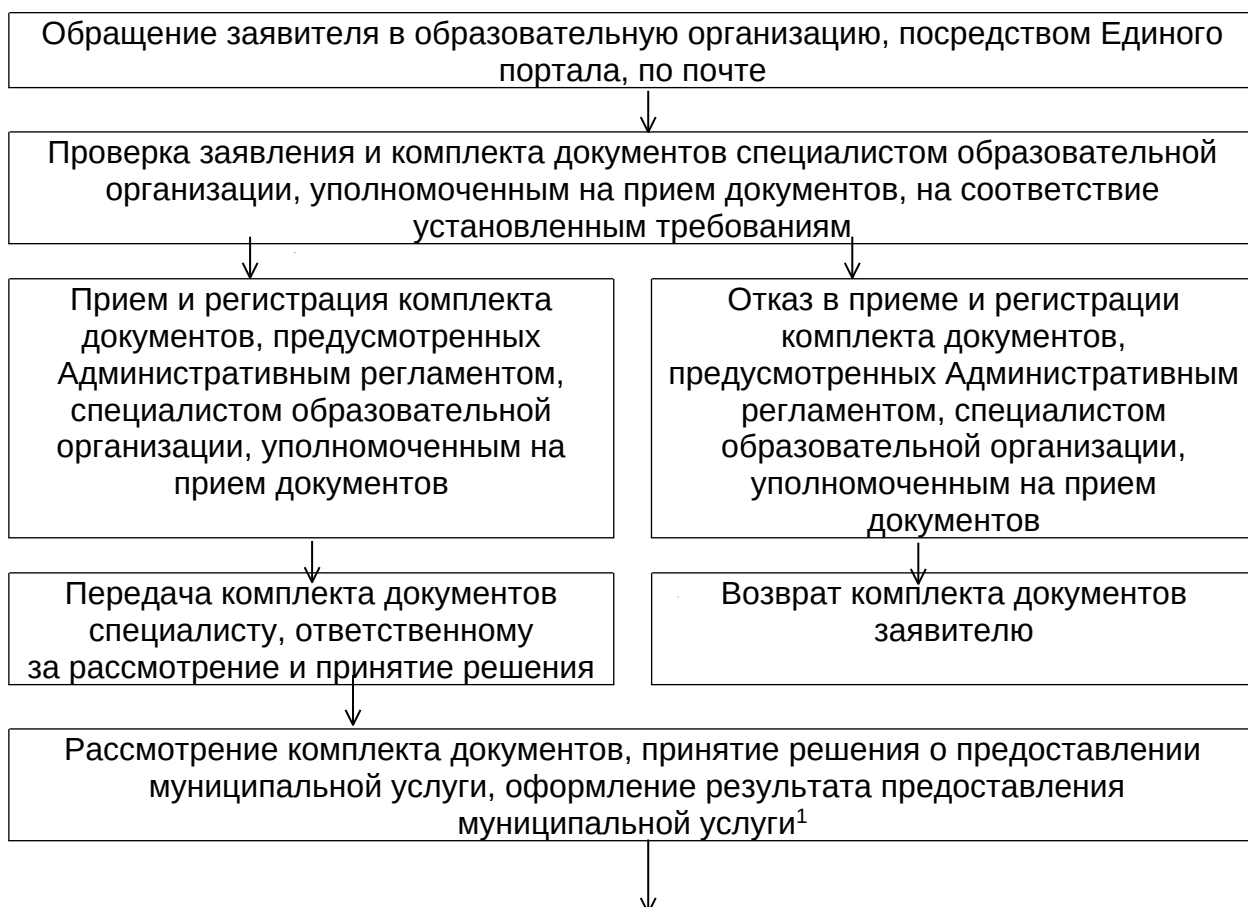 Обращение заявителя в образовательную организацию, посредством Единого
портала, по почте
Проверка заявления и комплекта документов специалистом образовательной
организации, уполномоченным на прием документов, на соответствие
установленным требованиям
Прием и регистрация комплекта
документов, предусмотренных
Административным регламентом,
специалистом образовательной
организации, уполномоченным на
прием документов
Отказ в приеме и регистрации
комплекта документов,
предусмотренных Административным
регламентом, специалистом
образовательной организации,
уполномоченным на прием
документов
Передача комплекта документов
специалисту, ответственному
за рассмотрение и принятие решения
Возврат комплекта документов
заявителю
Рассмотрение комплекта документов, принятие решения о предоставлении
муниципальной услуги, оформление результата предоставления
муниципальной услуги¹